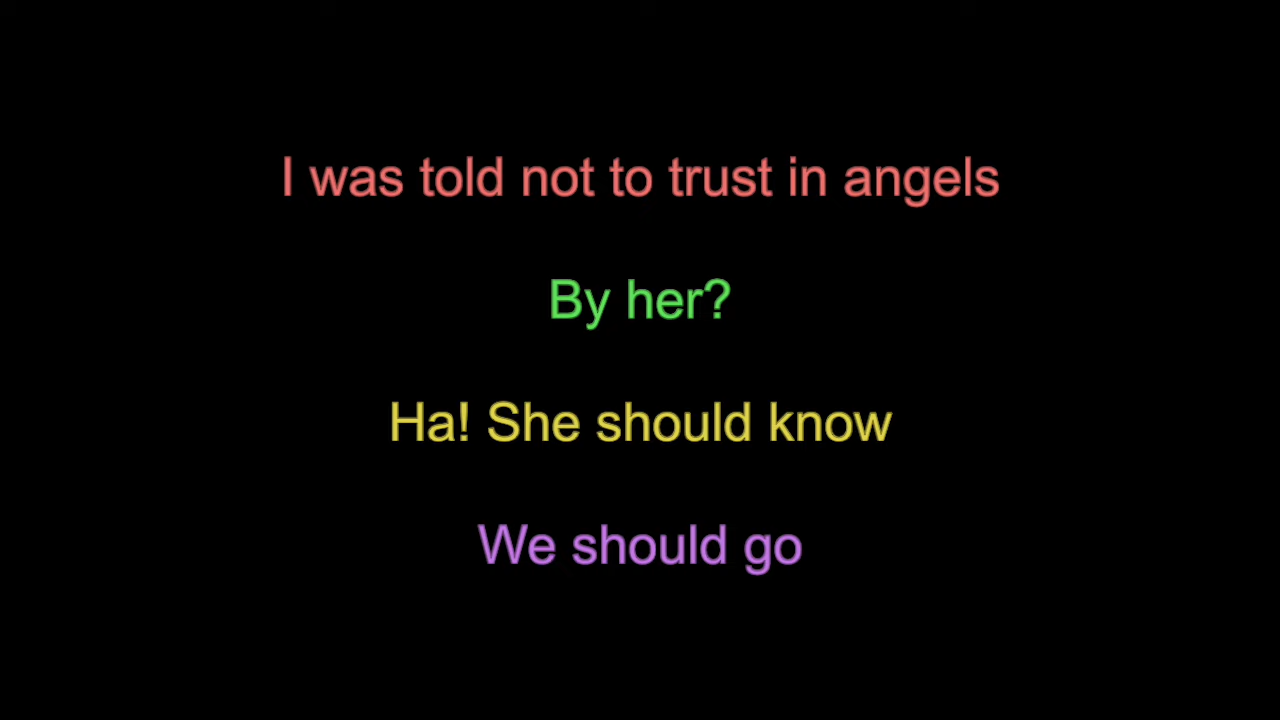 I was told not to trust in angels
By her?
Ha! She should know
We should go